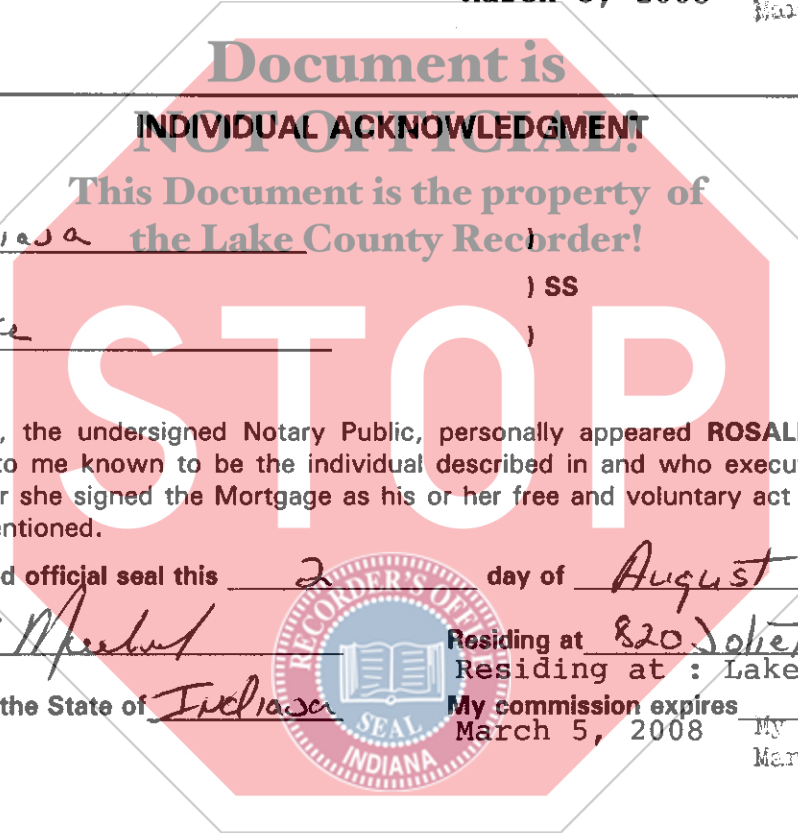 Document is
INDIVIDUAL ACKNOWLEDGMENT
NOT OFFICIAL!
This Document is the property of
the Lake County Recorder!
)
) SS
)
STOP
, the undersigned Notary Public, personally appeared ROSALI
to me known to be the individual described in and who execu
r she signed the Mortgage as his or her free and voluntary act
entioned.
d official seal this 2 day of August
Residing at 820 Joliet
Residing at : Lake
the State of Indiana
My commission expires
March 5, 2008
My
Mar
RECORDER'S OFFICE
SEAL
INDIANA